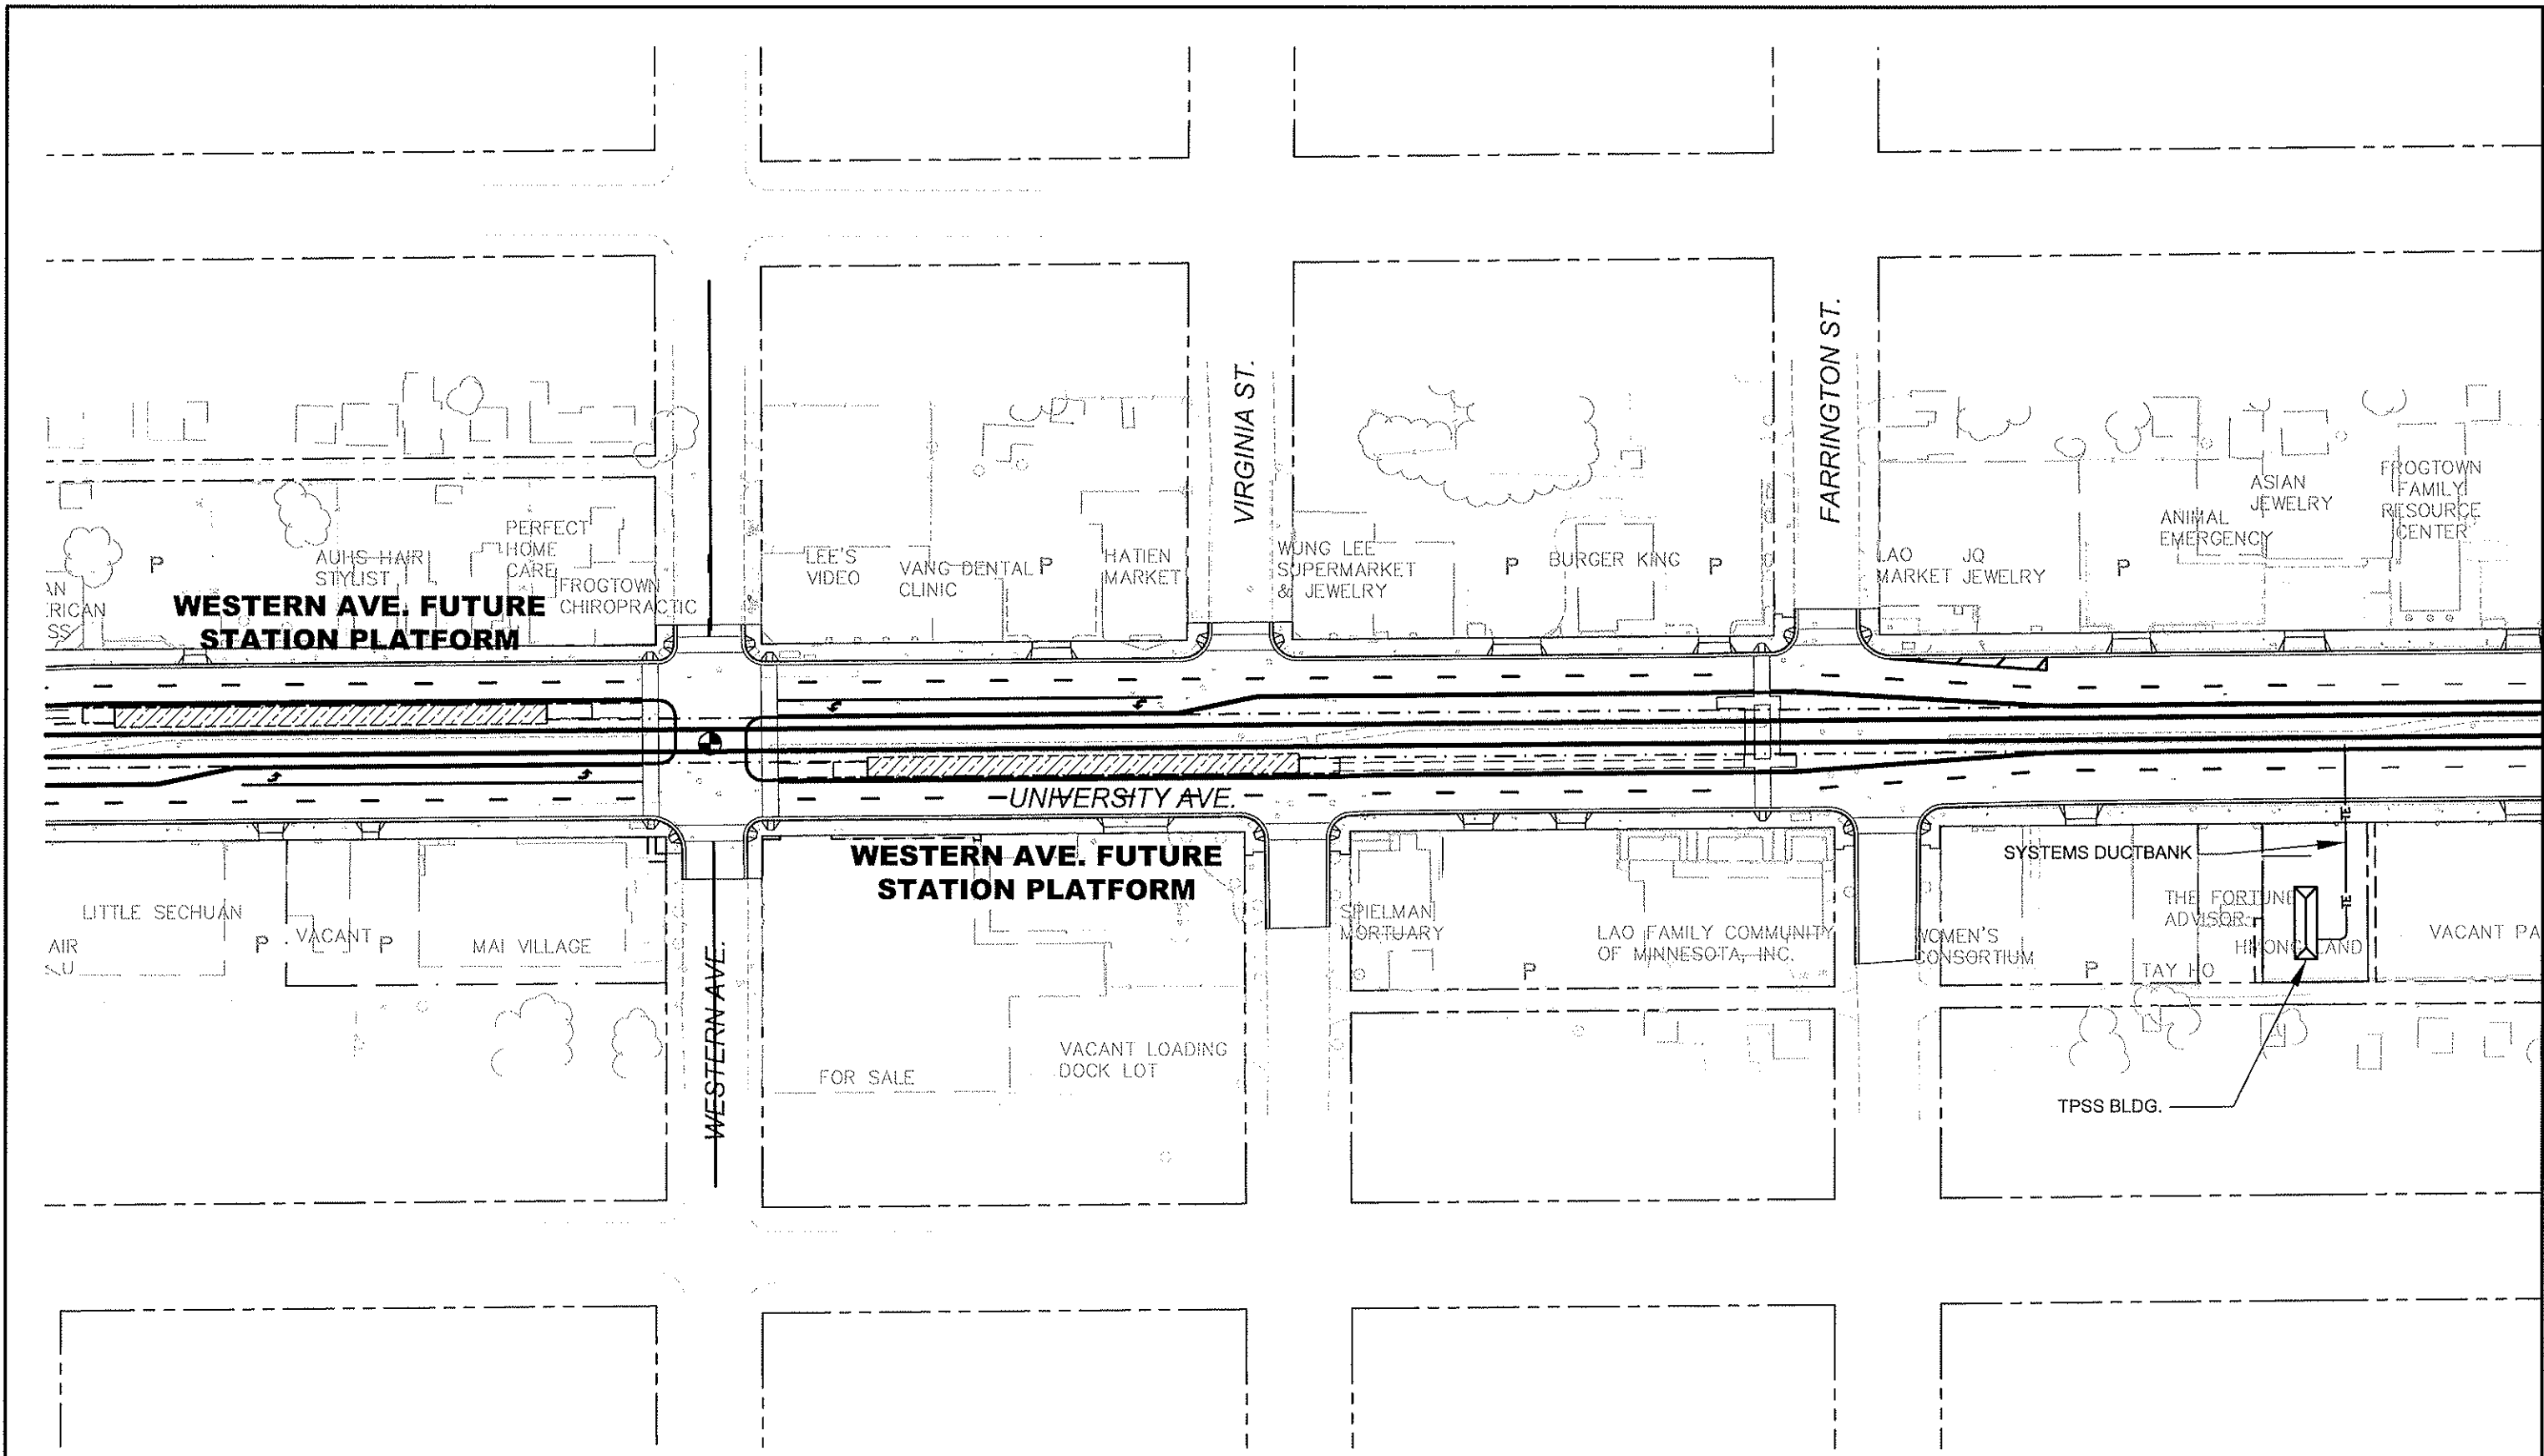 VIRGINIA ST.
FARRINGTON ST.
P
AUHS HAIR
STYLIST
PERFECT
HOME
CARE
FROGTOWN
CHIROPRACTIC
WESTERN AVE. FUTURE
STATION PLATFORM
LEE'S
VIDEO
VANG DENTAL
CLINIC
P
HATIEN
MARKET
WUNG LEE
SUPERMARKET
& JEWELRY
P
BURGER KING
P
LAO
MARKET
JQ
JEWELRY
P
ANIMAL
EMERGENCY
ASIAN
JEWELRY
FROGTOWN
FAMILY
RESOURCE
CENTER
UNIVERSITY AVE.
WESTERN AVE. FUTURE
STATION PLATFORM
LITTLE SECHUAN
AIR
P
VACANT
P
MAI VILLAGE
WESTERN AVE.
FOR SALE
VACANT LOADING
DOCK LOT
SPIELMAN
MORTUARY
P
LAO FAMILY COMMUNITY
OF MINNESOTA, INC.
WOMEN'S
CONSORTIUM
P
TAY HO
SYSTEMS DUCTBANK
TE
TE
THE FORTUNE
ADVISOR
VACANT PA
TPSS BLDG.